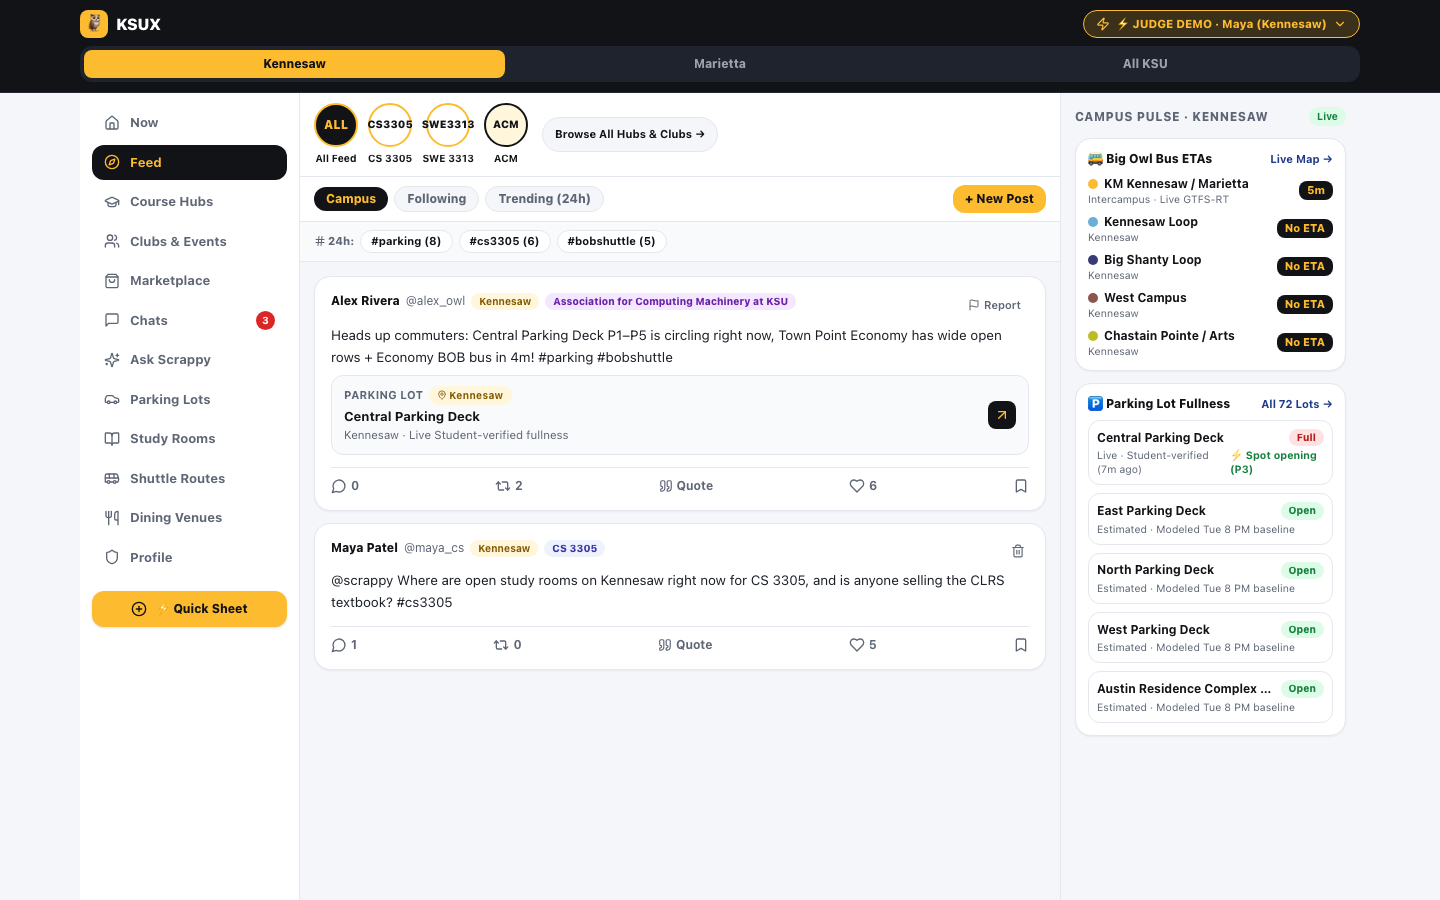 KSUX
⚡ JUDGE DEMO · Maya (Kennesaw)
Kennesaw
Marietta
All KSU
Now
Feed
Course Hubs
Clubs & Events
Marketplace
Chats 3
Ask Scrappy
Parking Lots
Study Rooms
Shuttle Routes
Dining Venues
Profile
⚡ Quick Sheet
ALL
CS3305
SWE3313
ACM
All Feed
CS 3305
SWE 3313
ACM
Browse All Hubs & Clubs →
Campus
Following
Trending (24h)
+ New Post
# 24h:
#parking (8)
#cs3305 (6)
#bobshuttle (5)
Alex Rivera @alex_owl Kennesaw Association for Computing Machinery at KSU
Report
Heads up commuters: Central Parking Deck P1–P5 is circling right now, Town Point Economy has wide open
rows + Economy BOB bus in 4m! #parking #bobshuttle
PARKING LOT Kennesaw
Central Parking Deck
Kennesaw · Live Student-verified fullness
0
2
Quote
6
Maya Patel @maya_cs Kennesaw CS 3305
@scrappy Where are open study rooms on Kennesaw right now for CS 3305, and is anyone selling the CLRS
textbook? #cs3305
1
0
Quote
5
CAMPUS PULSE · KENNESAW
Live
Big Owl Bus ETAs
Live Map →
KM Kennesaw / Marietta
Intercampus · Live GTFS-RT
5m
Kennesaw Loop
Kennesaw
No ETA
Big Shanty Loop
Kennesaw
No ETA
West Campus
Kennesaw
No ETA
Chastain Pointe / Arts
Kennesaw
No ETA
P Parking Lot Fullness
All 72 Lots →
Central Parking Deck
Full
Live · Student-verified
(7m ago)
⚡ Spot opening
(P3)
East Parking Deck
Open
Estimated · Modeled Tue 8 PM baseline
North Parking Deck
Open
Estimated · Modeled Tue 8 PM baseline
West Parking Deck
Open
Estimated · Modeled Tue 8 PM baseline
Austin Residence Complex ...
Open
Estimated · Modeled Tue 8 PM baseline